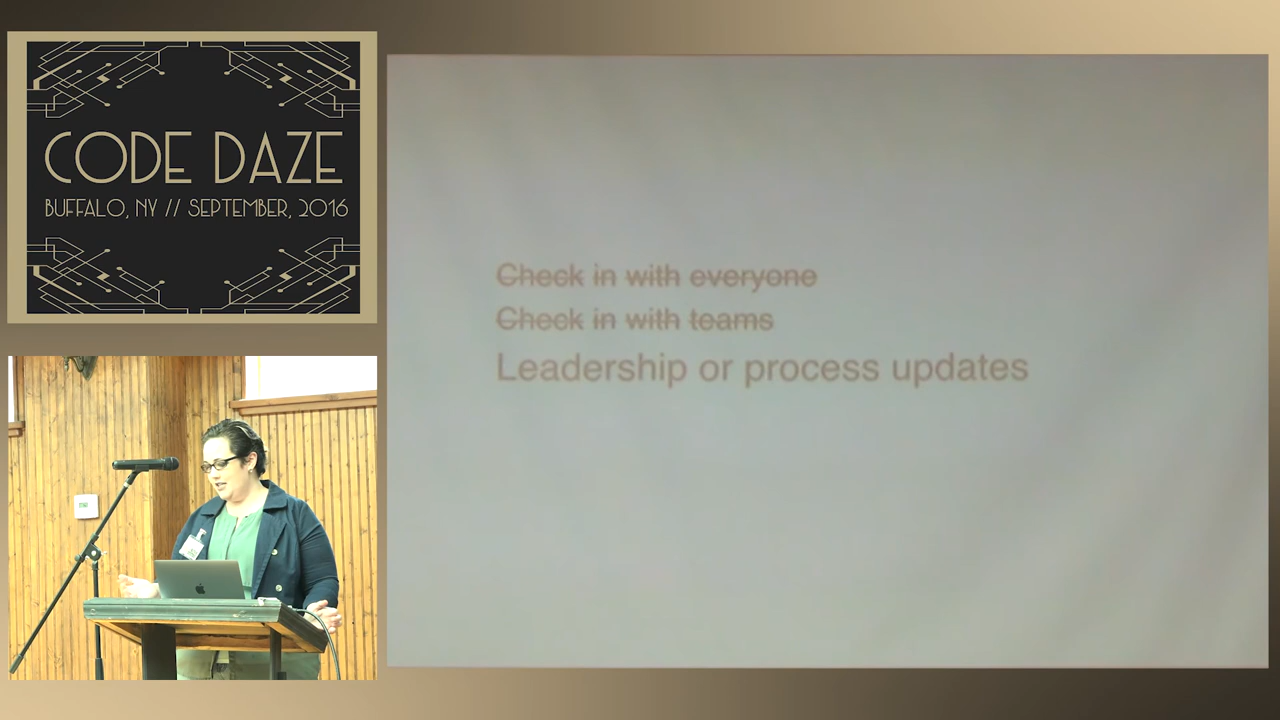 CODE DAZE
BUFFALO, NY // SEPTEMBER, 2016
Check in with everyone
Check in with teams
Leadership or process updates